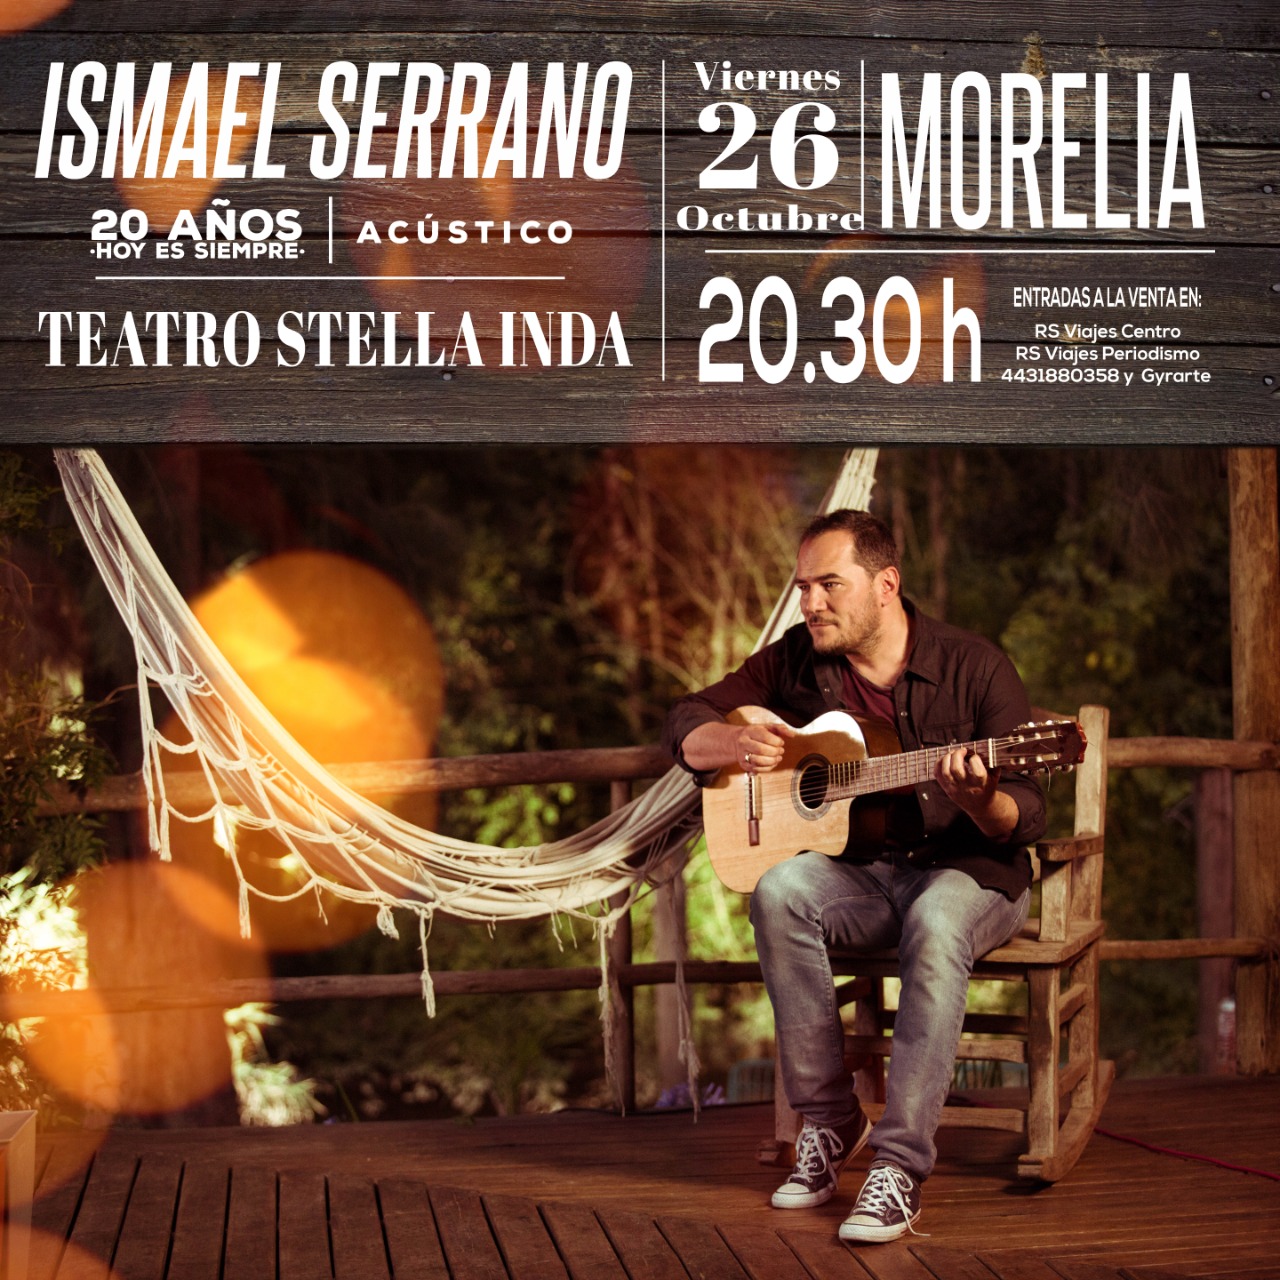 ISMAEL SERRANO
20 AÑOS
·HOY ES SIEMPRE·
ACÚSTICO
TEATRO STELLA INDA
Viernes
26
Octubre
MORELIA
20.30 h
ENTRADAS A LA VENTA EN:
RS Viajes Centro
RS Viajes Periodismo
4431880358 y Gyrarte